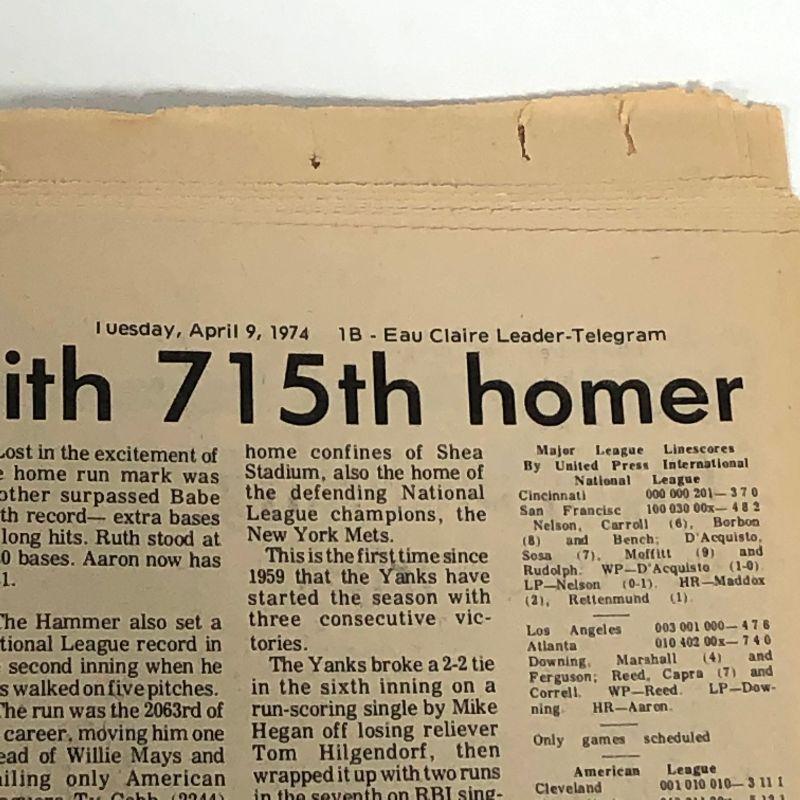 Tuesday, April 9, 1974 1B - Eau Claire Leader-Telegram
ith 715th homer
Lost in the excitement of
e home run mark was
other surpassed Babe
th record— extra bases
long hits. Ruth stood at
0 bases. Aaron now has
1.
The Hammer also set a
tional League record in
second inning when he
s walked on five pitches.
The run was the 2063rd of
career, moving him one
ead of Willie Mays and
ailing only American
Ty Cobb (2244)
home confines of Shea
Stadium, also the home of
the defending National
League champions, the
New York Mets.
This is the first time since
1959 that the Yanks have
started the season with
three consecutive vic-
tories.
The Yanks broke a 2-2 tie
in the sixth inning on a
run-scoring single by Mike
Hegan off losing reliever
Tom Hilgendorf, then
wrapped it up with two runs
in the seventh on RBI sing-
Major League Linescores
By United Press International
National League
Cincinnati 000 000 201— 3 7 0
San Francisc 100 030 00x— 4 8 2
Nelson, Carroll (6), Borbon
(8) and Bench; D'Acquisto,
Sosa (7), Moffitt (9) and
Rudolph. WP—D'Acquisto (1-0)
LP—Nelson (0-1). HR—Maddox
(2), Rettenmund (1)
Los Angeles 003 001 000— 4 7 6
Atlanta 010 402 00x— 7 4 0
Downing, Marshall (4) and
Ferguson; Reed, Capra (7) and
Correll. WP—Reed. LP—Dow-
ning HR—Aaron.
Only games scheduled
American League
Cleveland 001 010 010— 3 11 1